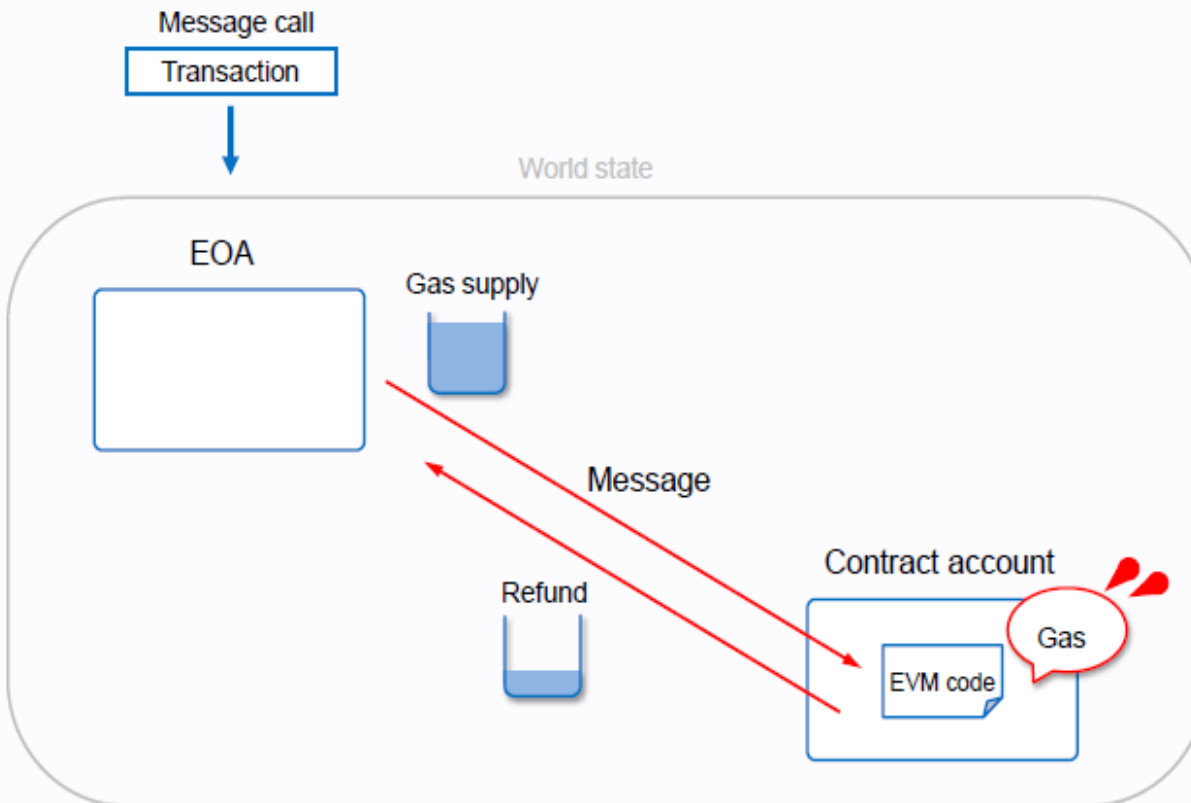 Message call
Transaction
World state
EOA
Gas supply
Message
Contract account
Refund
Gas
EVM code